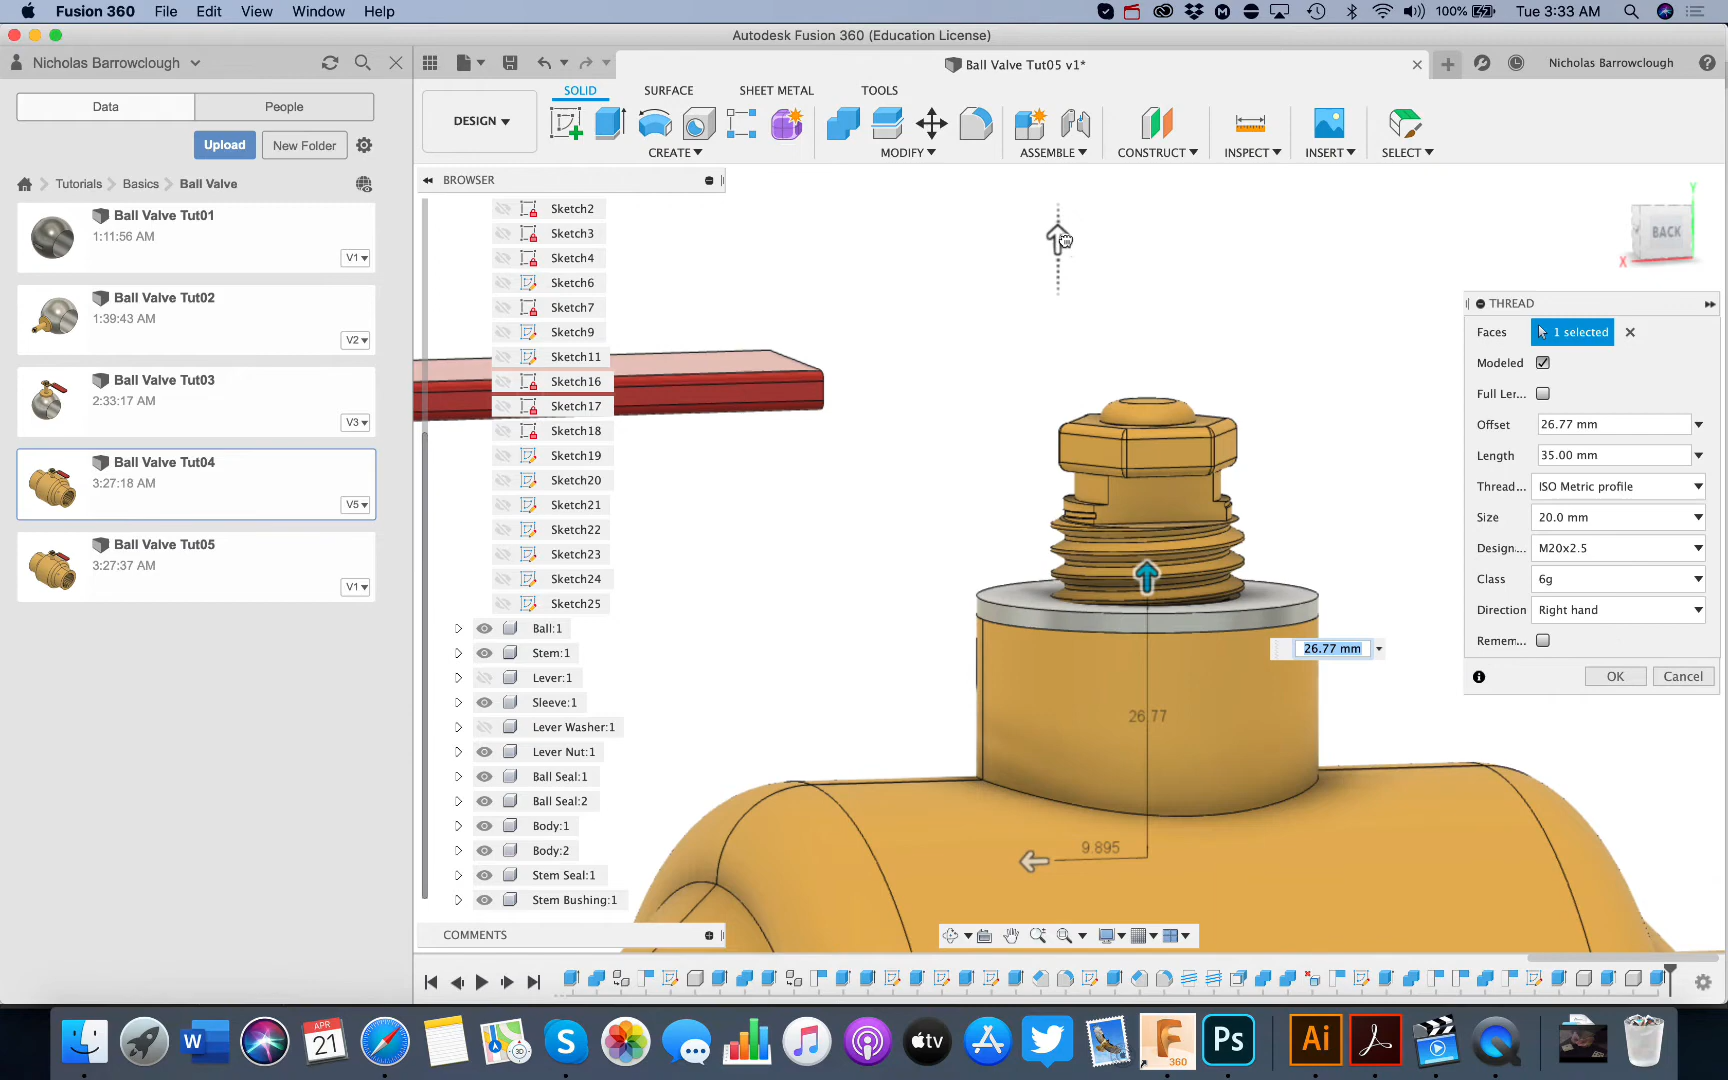 Fusion 360 File Edit View Window Help
100% Tue 3:33 AM
Autodesk Fusion 360 (Education License)
Nicholas Barrowclough
Ball Valve Tut05 v1*
Nicholas Barrowclough
Data People
Upload New Folder
Tutorials Basics Ball Valve
Ball Valve Tut01
1:11:56 AM
V1
Ball Valve Tut02
1:39:43 AM
V2
Ball Valve Tut03
2:33:17 AM
V3
Ball Valve Tut04
3:27:18 AM
V5
Ball Valve Tut05
3:27:37 AM
V1
SOLID SURFACE SHEET METAL TOOLS
DESIGN
CREATE MODIFY ASSEMBLE CONSTRUCT INSPECT INSERT SELECT
BROWSER
Sketch2
Sketch3
Sketch4
Sketch6
Sketch7
Sketch9
Sketch11
Sketch16
Sketch17
Sketch18
Sketch19
Sketch20
Sketch21
Sketch22
Sketch23
Sketch24
Sketch25
Ball:1
Stem:1
Lever:1
Sleeve:1
Lever Washer:1
Lever Nut:1
Ball Seal:1
Ball Seal:2
Body:1
Body:2
Stem Seal:1
Stem Bushing:1
COMMENTS
Y
BACK
X
THREAD
Faces 1 selected
Modeled
Full Ler...
Offset 26.77 mm
Length 35.00 mm
Thread... ISO Metric profile
Size 20.0 mm
Design... M20x2.5
Class 6g
Direction Right hand
Remem...
OK Cancel
26.77 mm
26.77
9.895
W
APR
21
3D
S
tv
360
Ps
Ai